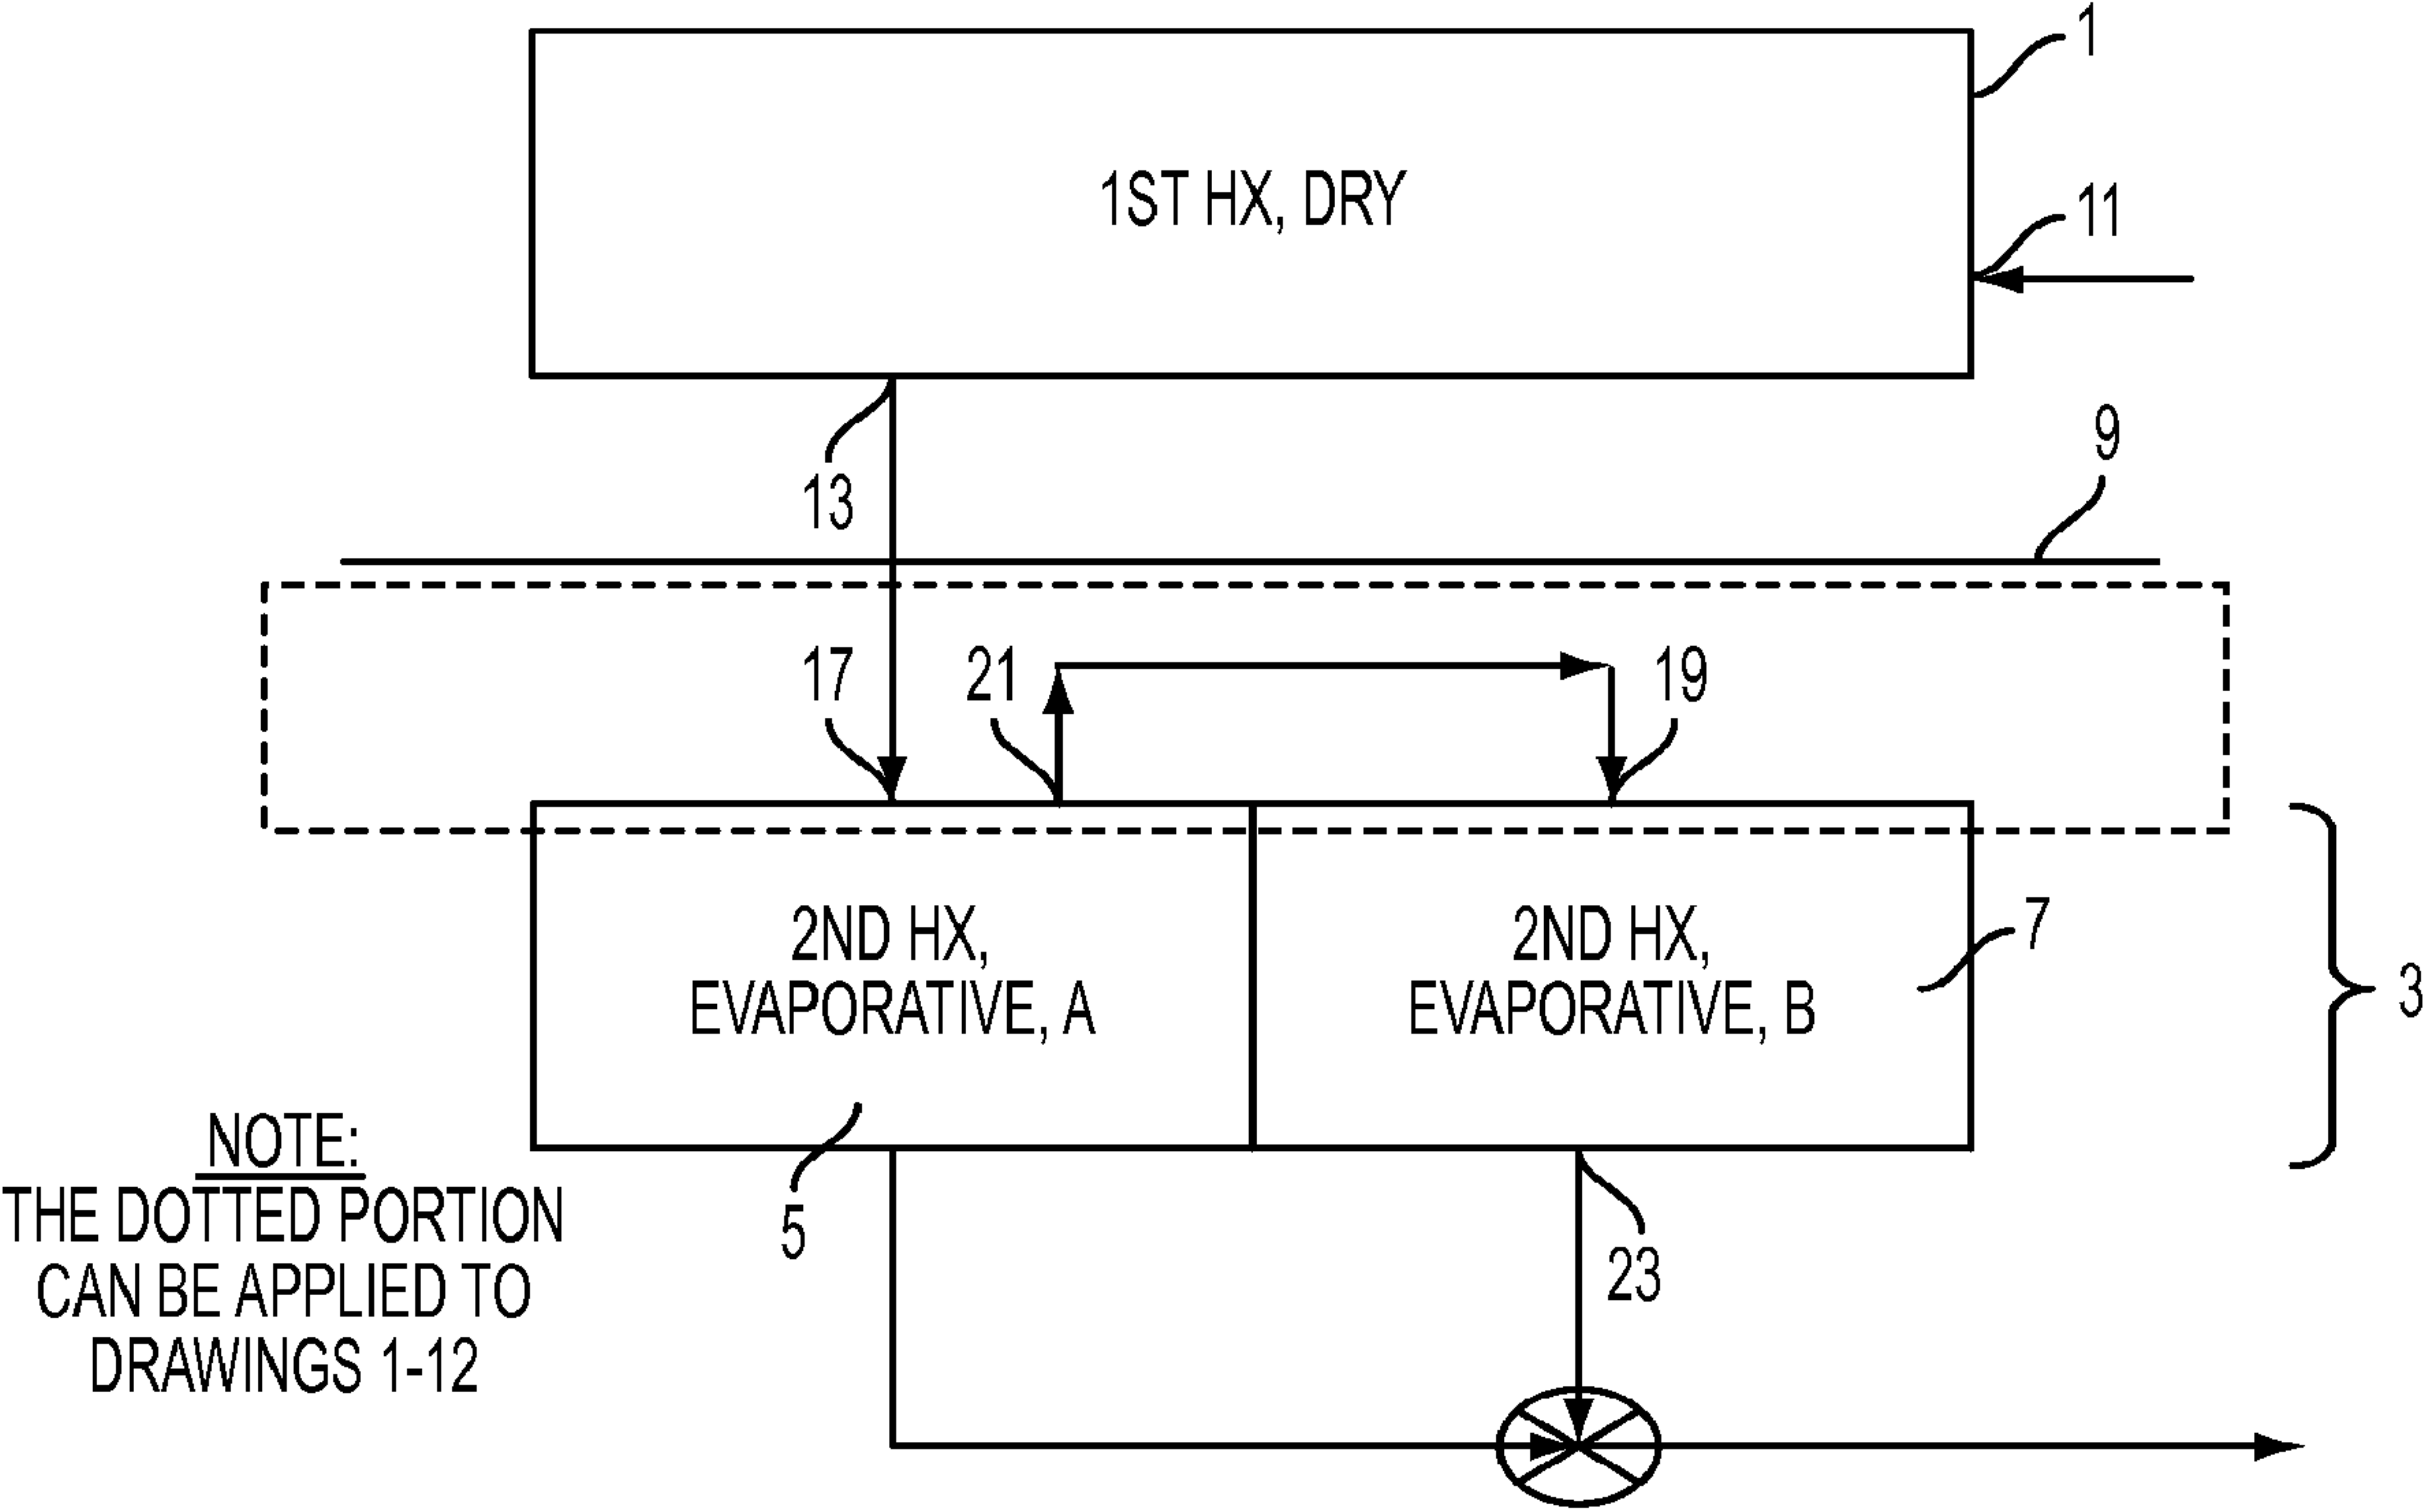 1
1ST HX, DRY
11
9
13
17
21
19
2ND HX,
EVAPORATIVE, A
2ND HX,
EVAPORATIVE, B
7
3
NOTE:
THE DOTTED PORTION
CAN BE APPLIED TO
DRAWINGS 1-12
5
23